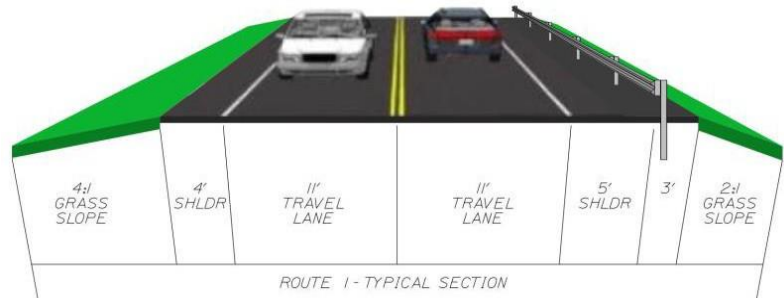 4:1
GRASS
SLOPE
4'
SHLDR
11'
TRAVEL
LANE
11'
TRAVEL
LANE
5'
SHLDR
3'
2:1
GRASS
SLOPE
ROUTE 1 - TYPICAL SECTION